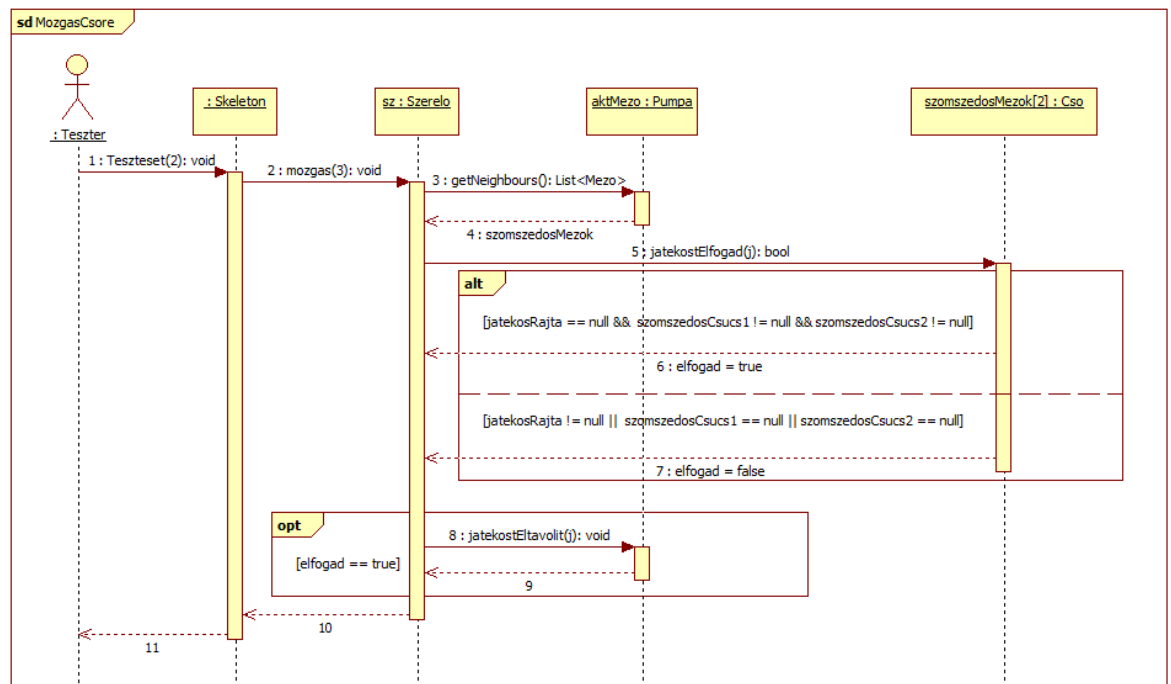 sd MozgasCsore
: Skeleton
sz : Szerelo
aktMezo : Pumpa
szomszedosMezok[2] : Cso
: Teszter
1 : Teszteset(2): void
2 : mozgas(3): void
3 : getNeighbours(): List<Mezo>
4 : szomszedosMezok
5 : jatekostElfogad(j): bool
alt
[jatekosRajta == null && szomszedosCsucs1 != null && szomszedosCsucs2 != null]
6 : elfogad = true
[jatekosRajta != null || szomszedosCsucs1 == null || szomszedosCsucs2 == null]
7 : elfogad = false
opt
8 : jatekostEltavolit(j): void
[elfogad == true]
9
10
11